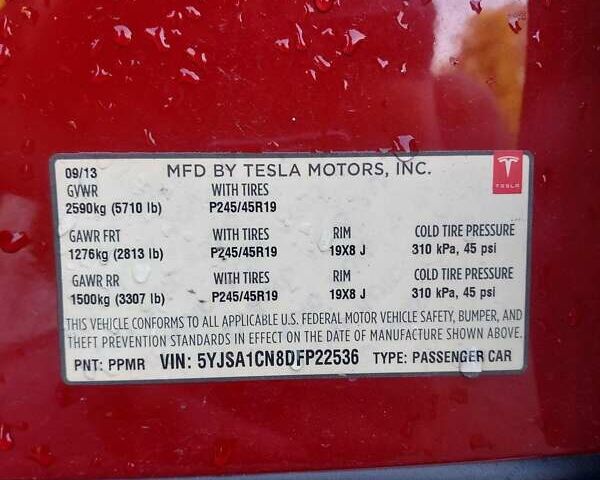 09/13 MFD BY TESLA MOTORS, INC.
TESLA
GVWR WITH TIRES
2590kg (5710 lb) P245/45R19
GAWR FRT WITH TIRES RIM COLD TIRE PRESSURE
1276kg (2813 lb) P245/45R19 19X8 J 310 kPa, 45 psi
GAWR RR WITH TIRES RIM COLD TIRE PRESSURE
1500kg (3307 lb) P245/45R19 19X8 J 310 kPa, 45 psi
THIS VEHICLE CONFORMS TO ALL APPLICABLE U.S. FEDERAL MOTOR VEHICLE SAFETY, BUMPER, AND
THEFT PREVENTION STANDARDS IN EFFECT ON THE DATE OF MANUFACTURE SHOWN ABOVE.
PNT: PPMR VIN: 5YJSA1CN8DFP22536 TYPE: PASSENGER CAR